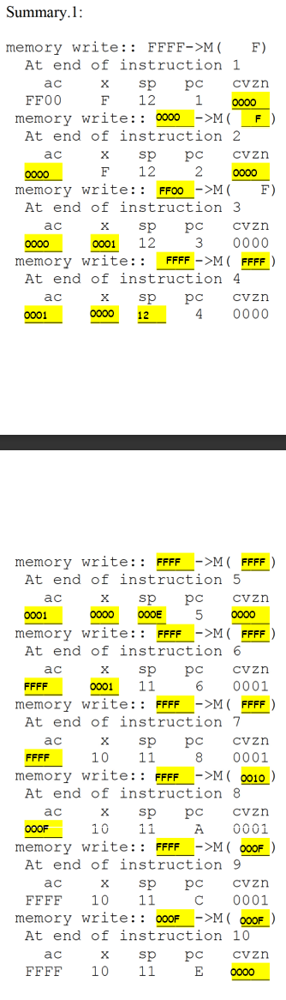 Summary.1:
memory write:: FFFF->M( F)
At end of instruction 1
ac x sp pc cvzn
FF00 F 12 1 0000
memory write:: 0000 ->M( F )
At end of instruction 2
ac x sp pc cvzn
0000 F 12 2 0000
memory write:: FF00 ->M( F)
At end of instruction 3
ac x sp pc cvzn
0000 0001 12 3 0000
memory write:: FFFF ->M( FFFF )
At end of instruction 4
ac x sp pc cvzn
0001 0000 12 4 0000
memory write:: FFFF ->M( FFFF )
At end of instruction 5
ac x sp pc cvzn
0001 0000 000E 5 0000
memory write:: FFFF ->M( FFFF )
At end of instruction 6
ac x sp pc cvzn
FFFF 0001 11 6 0001
memory write:: FFFF ->M( FFFF )
At end of instruction 7
ac x sp pc cvzn
FFFF 10 11 8 0001
memory write:: FFFF ->M( 0010 )
At end of instruction 8
ac x sp pc cvzn
000F 10 11 A 0001
memory write:: FFFF ->M( 000F )
At end of instruction 9
ac x sp pc cvzn
FFFF 10 11 C 0001
memory write:: 000F ->M( 000F )
At end of instruction 10
ac x sp pc cvzn
FFFF 10 11 E 0000